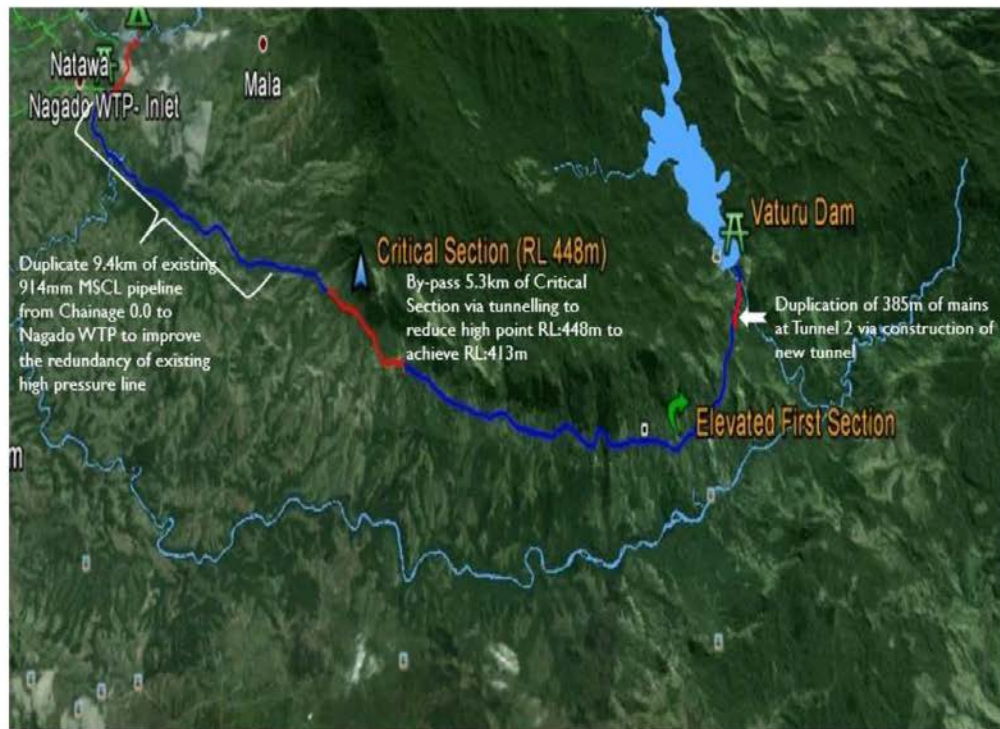 Natawa
Nagado WTP- Inlet
Mala
Vaturu Dam
Critical Section (RL 448m)
By-pass 5.3km of Critical
Section via tunnelling to
reduce high point RL:448m to
achieve RL:413m
Duplicate 9.4km of existing
914mm MSCL pipeline
from Chainage 0.0 to
Nagado WTP to improve
the redundancy of existing
high pressure line
Duplication of 385m of mains
at Tunnel 2 via construction of
new tunnel
Elevated First Section
m